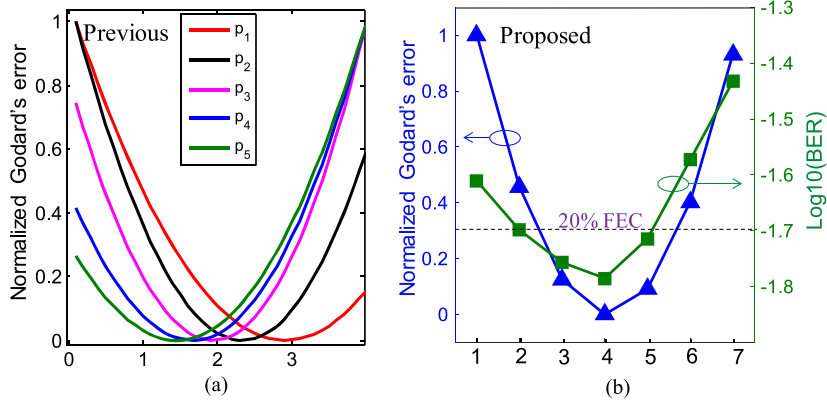 Previous
p1
p2
p3
p4
p5
Normalized Godard's error
1
0.8
0.6
0.4
0.2
0
0
1
2
3
(a)
Proposed
20% FEC
Normalized Godard's error
1
0.8
0.6
0.4
0.2
0
1
2
3
4
5
6
7
-1.3
-1.4
-1.5
-1.6
-1.7
-1.8
Log10(BER)
(b)